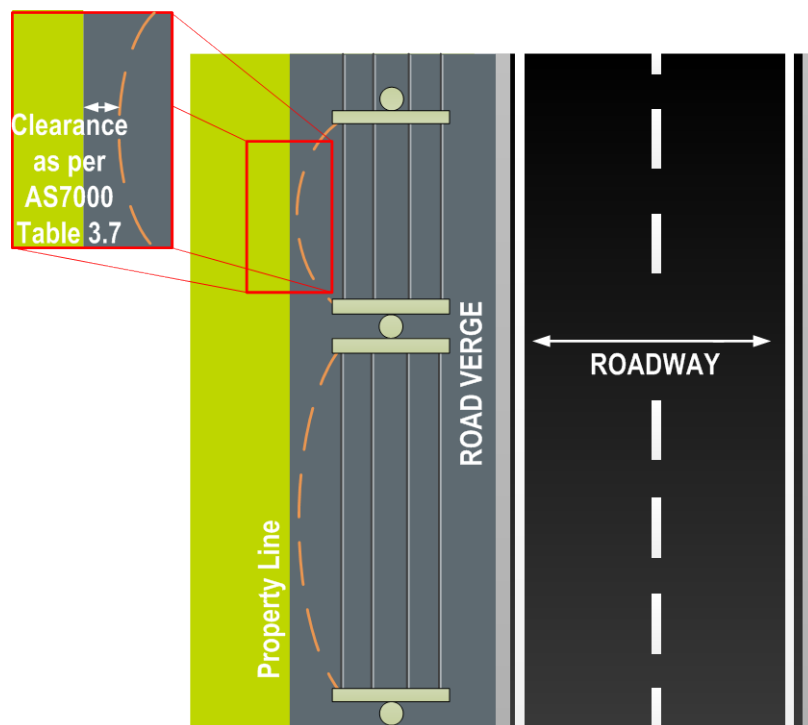 Clearance
as per
AS7000
Table 3.7
ROADWAY
ROAD VERGE
Property Line